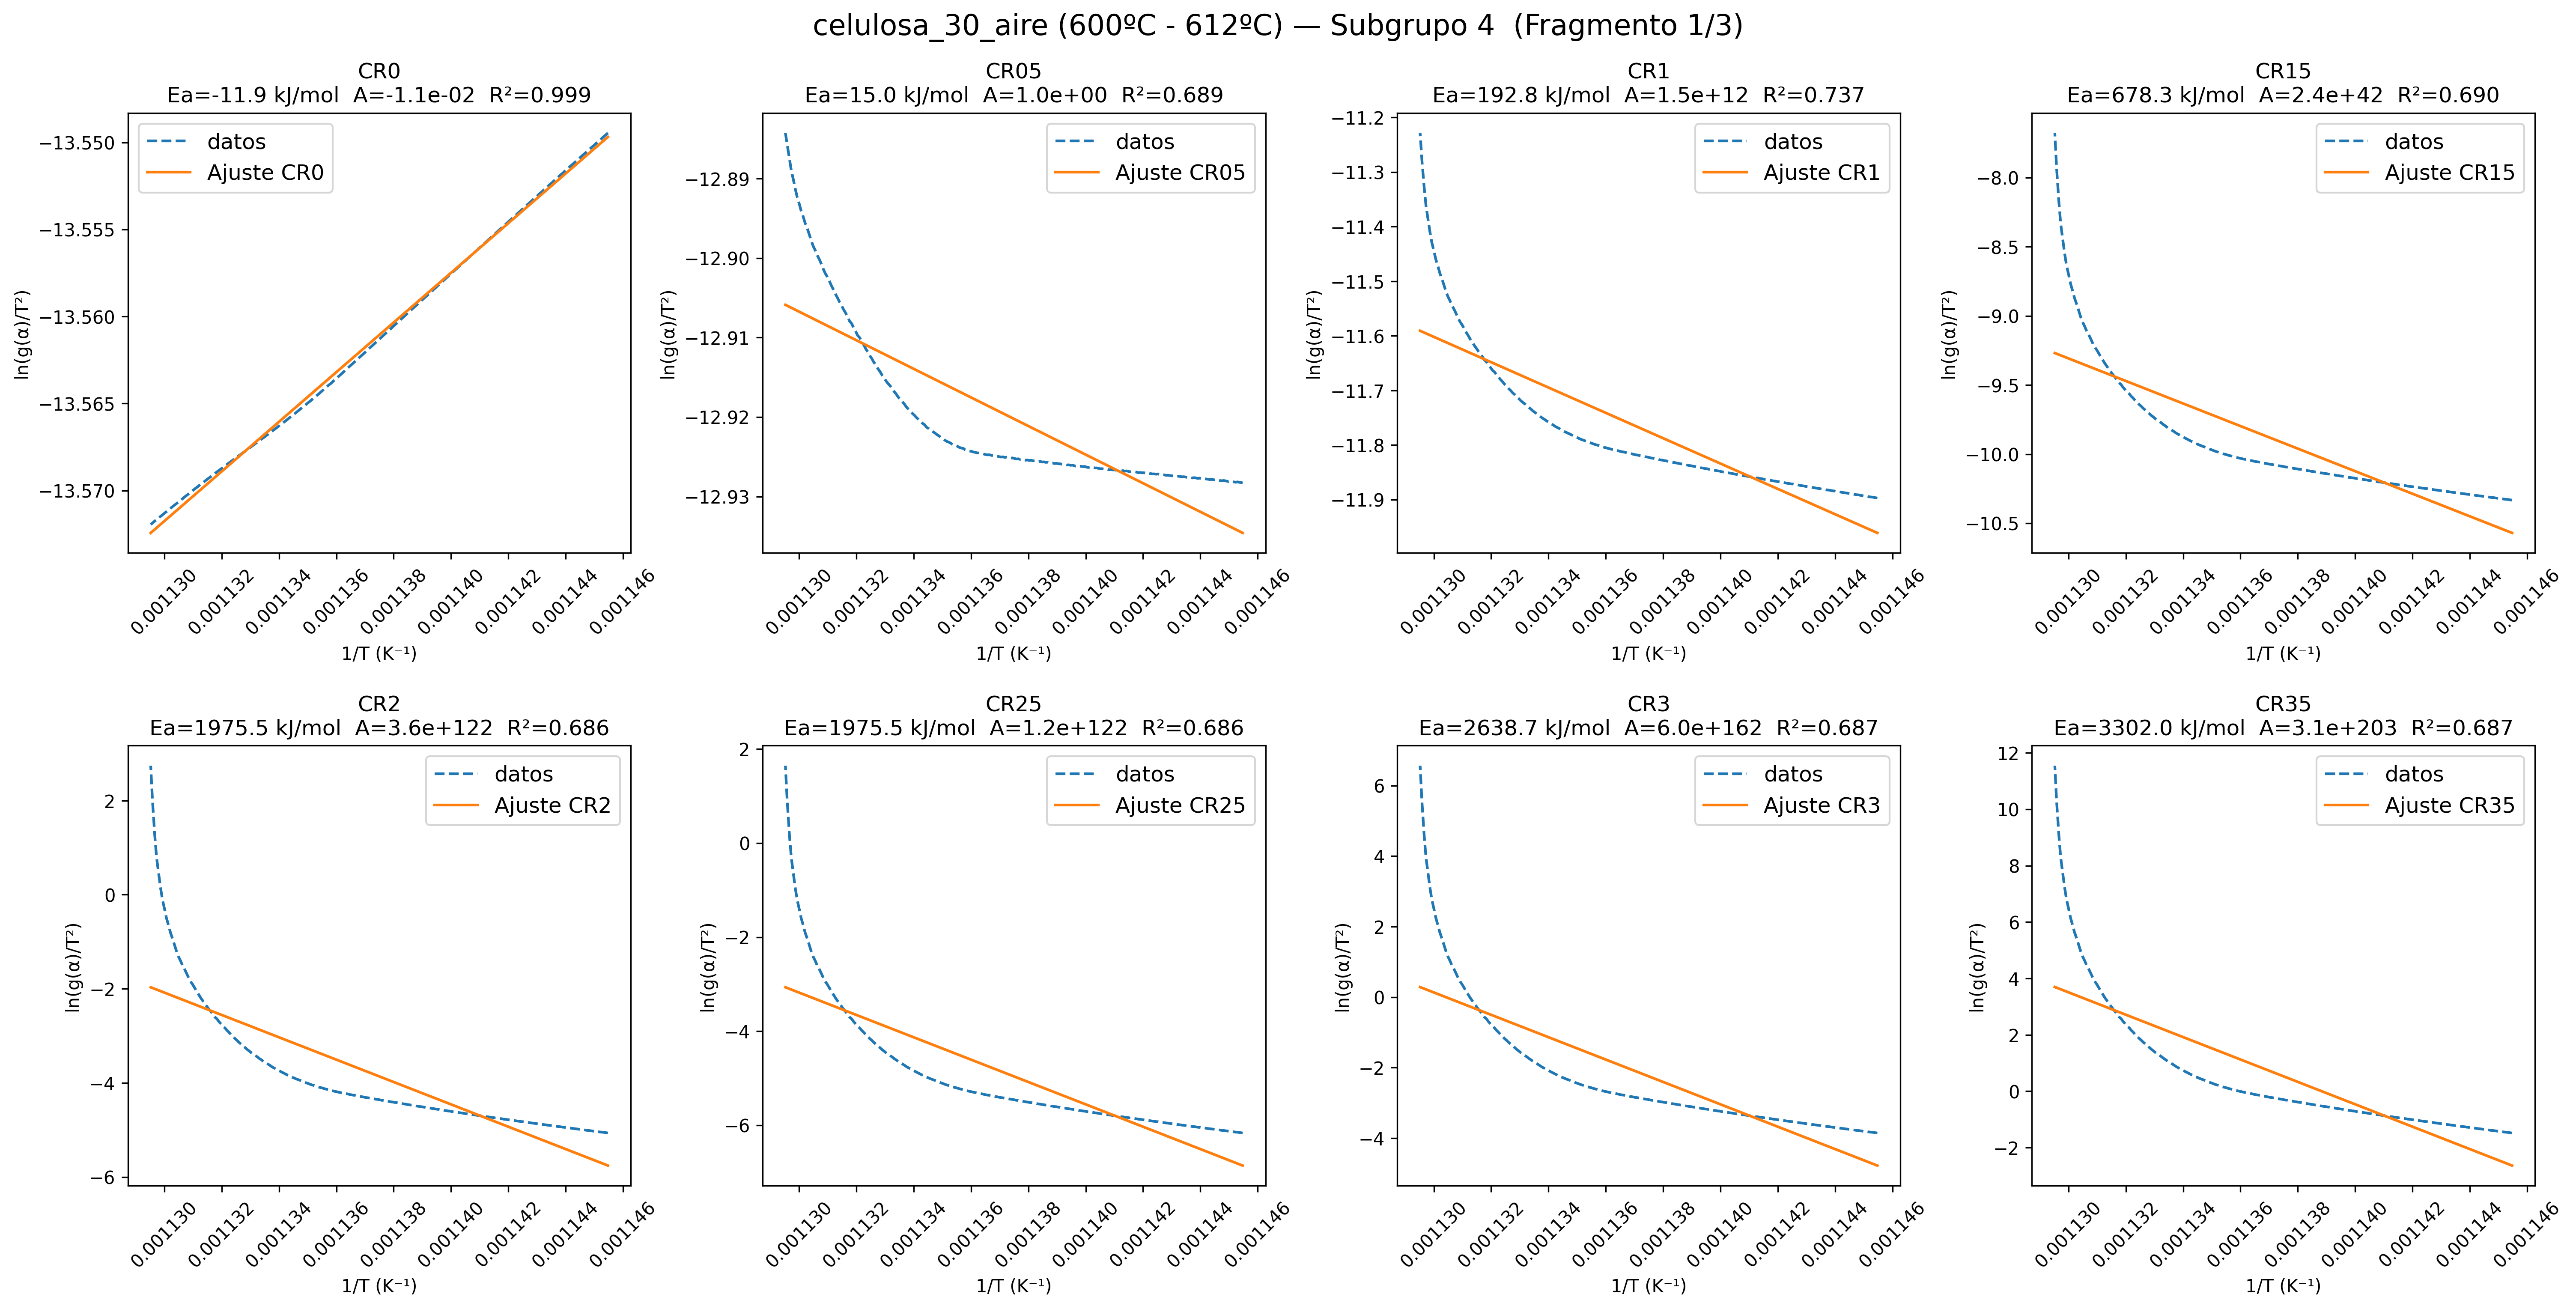 celulosa_30_aire (600ºC - 612ºC) — Subgrupo 4  (Fragmento 1/3)
CR0
Ea=-11.9 kJ/mol  A=-1.1e-02  R²=0.999
datos
Ajuste CR0
ln(g(α)/T²)
−13.550
−13.555
−13.560
−13.565
−13.570
0.001130
0.001132
0.001134
0.001136
0.001138
0.001140
0.001142
0.001144
0.001146
1/T (K⁻¹)
CR05
Ea=15.0 kJ/mol  A=1.0e+00  R²=0.689
datos
Ajuste CR05
ln(g(α)/T²)
−12.89
−12.90
−12.91
−12.92
−12.93
0.001130
0.001132
0.001134
0.001136
0.001138
0.001140
0.001142
0.001144
0.001146
1/T (K⁻¹)
CR1
Ea=192.8 kJ/mol  A=1.5e+12  R²=0.737
datos
Ajuste CR1
ln(g(α)/T²)
−11.2
−11.3
−11.4
−11.5
−11.6
−11.7
−11.8
−11.9
0.001130
0.001132
0.001134
0.001136
0.001138
0.001140
0.001142
0.001144
0.001146
1/T (K⁻¹)
CR15
Ea=678.3 kJ/mol  A=2.4e+42  R²=0.690
datos
Ajuste CR15
ln(g(α)/T²)
−8.0
−8.5
−9.0
−9.5
−10.0
−10.5
0.001130
0.001132
0.001134
0.001136
0.001138
0.001140
0.001142
0.001144
0.001146
1/T (K⁻¹)
CR2
Ea=1975.5 kJ/mol  A=3.6e+122  R²=0.686
datos
Ajuste CR2
ln(g(α)/T²)
2
0
−2
−4
−6
0.001130
0.001132
0.001134
0.001136
0.001138
0.001140
0.001142
0.001144
0.001146
1/T (K⁻¹)
CR25
Ea=1975.5 kJ/mol  A=1.2e+122  R²=0.686
datos
Ajuste CR25
ln(g(α)/T²)
2
0
−2
−4
−6
0.001130
0.001132
0.001134
0.001136
0.001138
0.001140
0.001142
0.001144
0.001146
1/T (K⁻¹)
CR3
Ea=2638.7 kJ/mol  A=6.0e+162  R²=0.687
datos
Ajuste CR3
ln(g(α)/T²)
6
4
2
0
−2
−4
0.001130
0.001132
0.001134
0.001136
0.001138
0.001140
0.001142
0.001144
0.001146
1/T (K⁻¹)
CR35
Ea=3302.0 kJ/mol  A=3.1e+203  R²=0.687
datos
Ajuste CR35
ln(g(α)/T²)
12
10
8
6
4
2
0
−2
0.001130
0.001132
0.001134
0.001136
0.001138
0.001140
0.001142
0.001144
0.001146
1/T (K⁻¹)